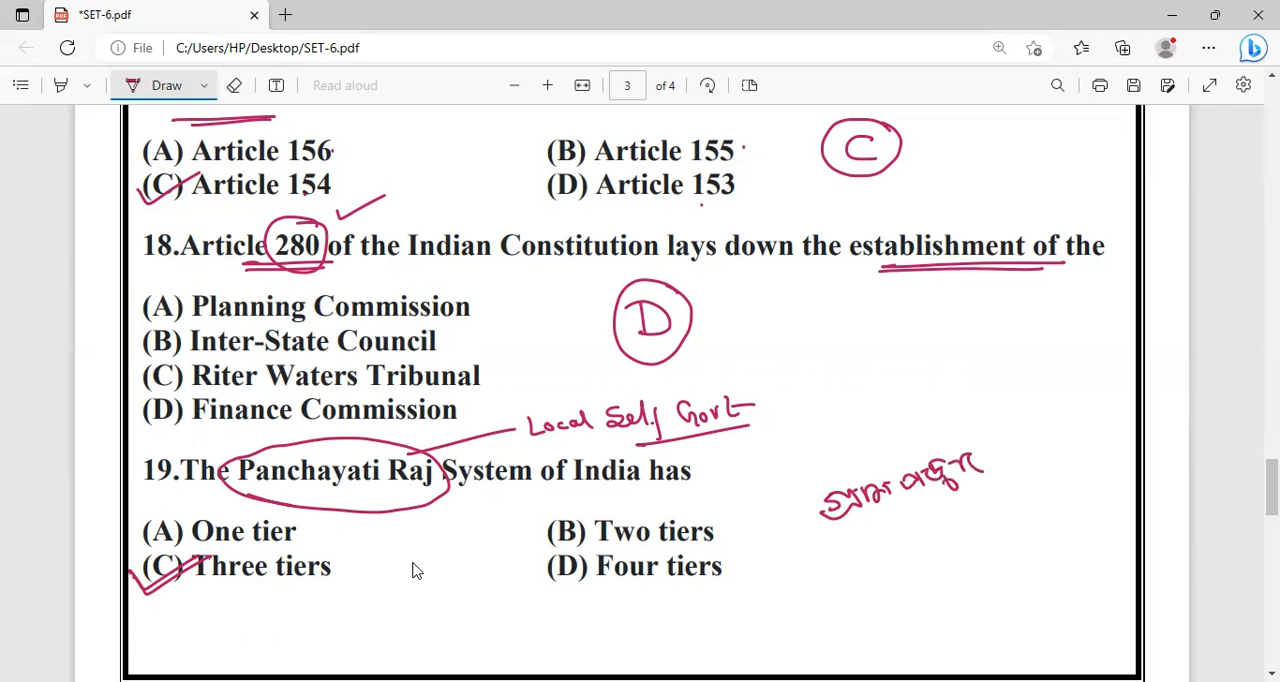 *SET-6.pdf
File C:/Users/HP/Desktop/SET-6.pdf
Draw Read aloud 3 of 4
(A) Article 156 (B) Article 155 C
(C) Article 154 (D) Article 153
18.Article 280 of the Indian Constitution lays down the establishment of the
(A) Planning Commission
(B) Inter-State Council D
(C) Riter Waters Tribunal
(D) Finance Commission
Local Self Govt
19.The Panchayati Raj System of India has
(A) One tier (B) Two tiers
(C) Three tiers (D) Four tiers